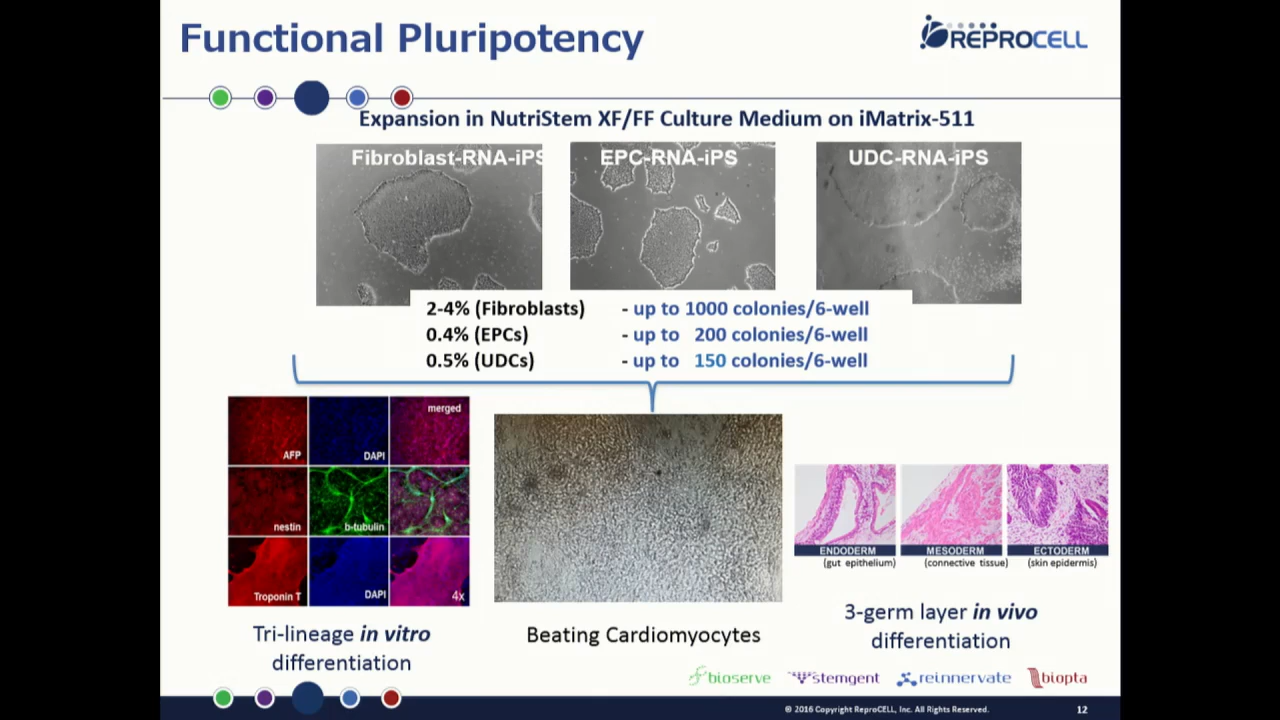 Functional Pluripotency
REPROCELL
Expansion in NutriStem XF/FF Culture Medium on iMatrix-511
Fibroblast-RNA-iPS
EPC-RNA-iPS
UDC-RNA-iPS
2-4% (Fibroblasts) - up to 1000 colonies/6-well
0.4% (EPCs) - up to 200 colonies/6-well
0.5% (UDCs) - up to 150 colonies/6-well
AFP
DAPI
merged
nestin
b-tubulin
Troponin T
DAPI
4x
ENDODERM
(gut epithelium)
MESODERM
(connective tissue)
ECTODERM
(skin epidermis)
Tri-lineage in vitro
differentiation
Beating Cardiomyocytes
3-germ layer in vivo
differentiation
bioserve
stemgent
reinnervate
biopta
© 2016 Copyright ReproCELL, Inc. All Rights Reserved.
12